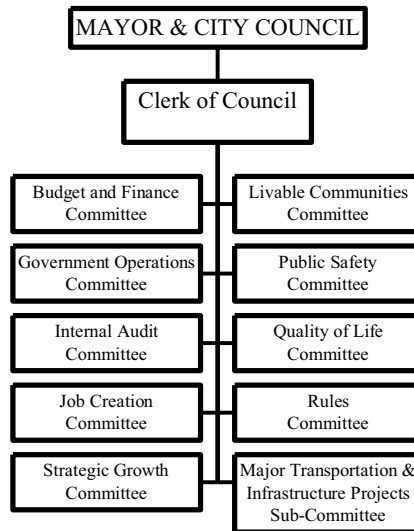 MAYOR & CITY COUNCIL
Clerk of Council
Budget and Finance
Committee
Livable Communities
Committee
Government Operations
Committee
Public Safety
Committee
Internal Audit
Committee
Quality of Life
Committee
Job Creation
Committee
Rules
Committee
Strategic Growth
Committee
Major Transportation &
Infrastructure Projects
Sub-Committee